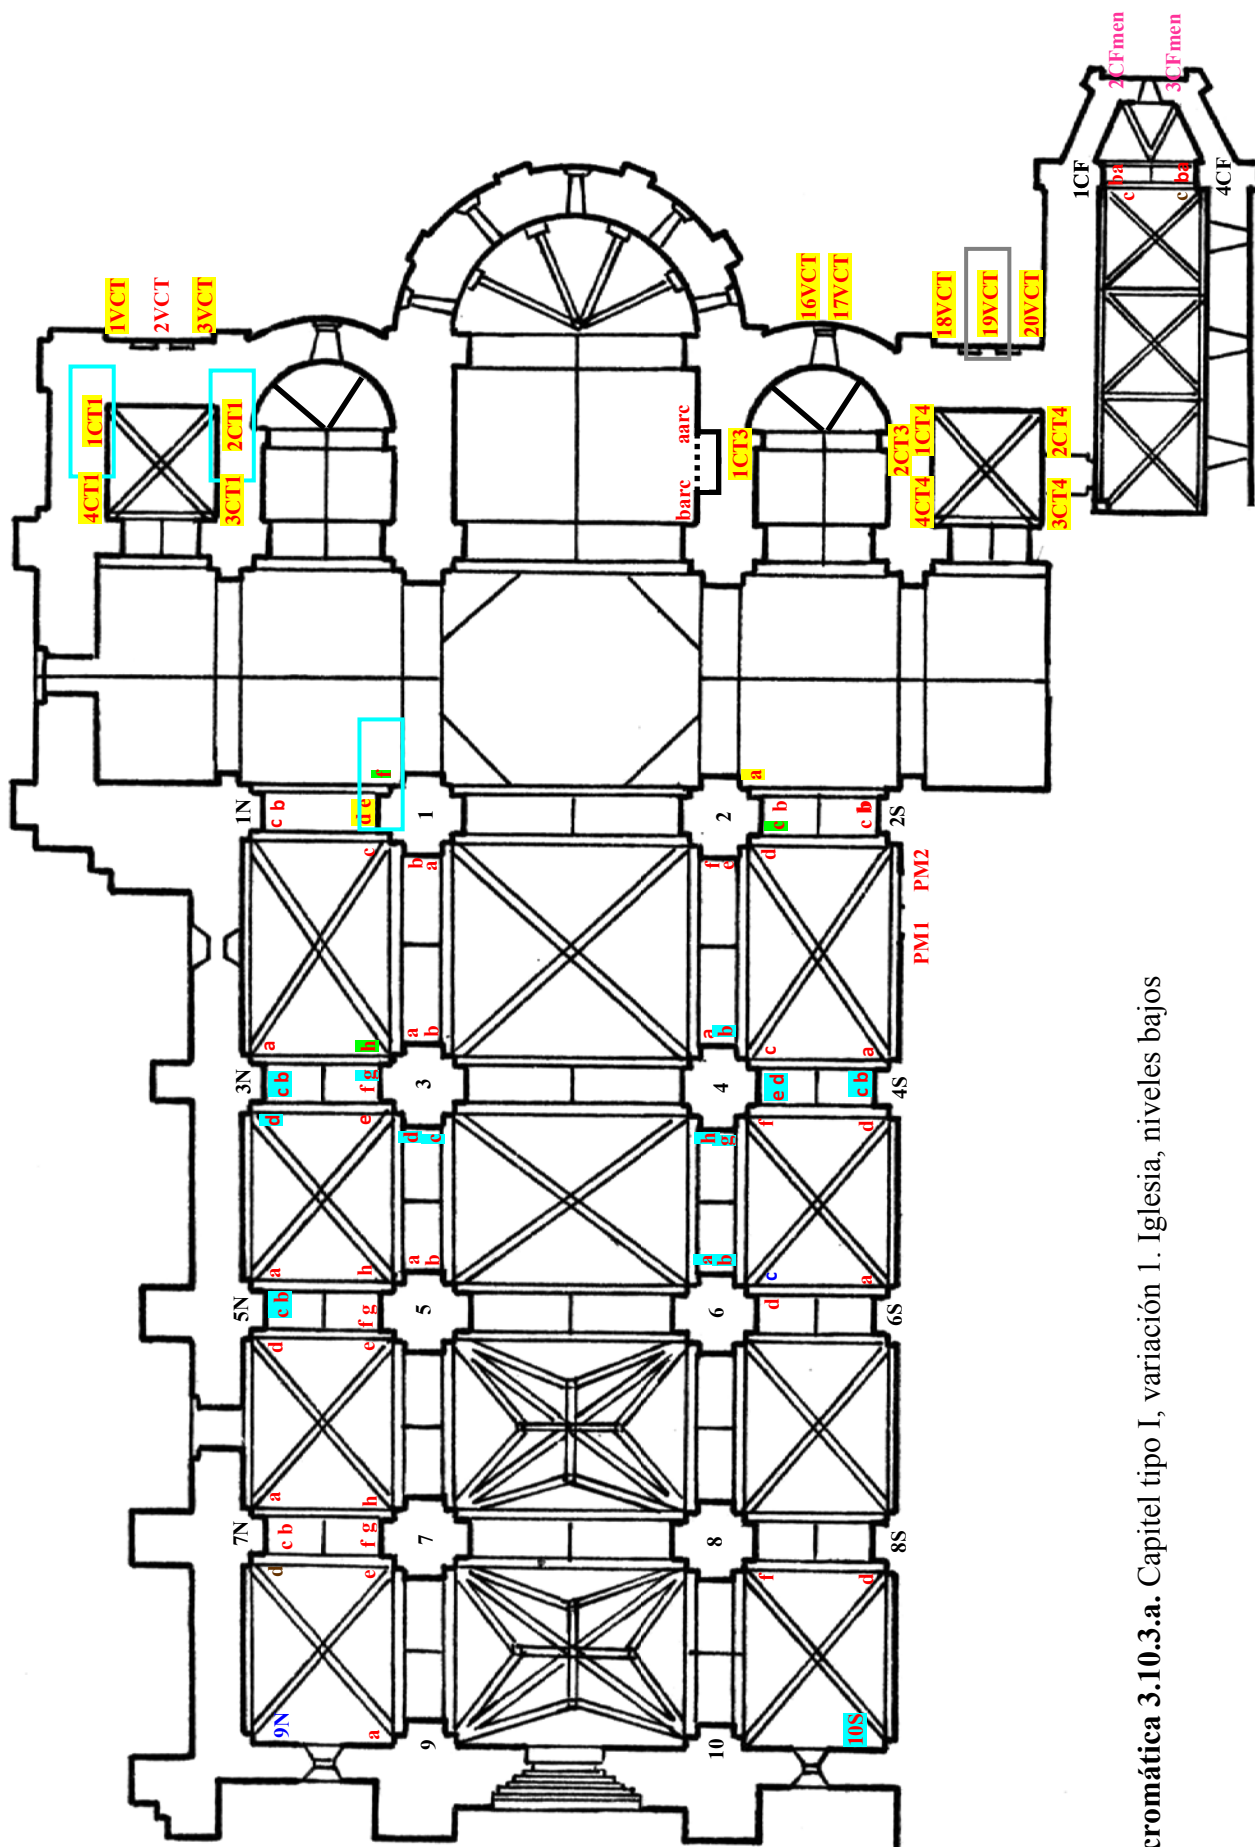 2CFmen
3CFmen
1CF
c ba
c ba
4CF
1VCT
2VCT
3VCT
16VCT
17VCT
18VCT
19VCT
20VCT
1CT1
2CT1
4CT1
3CT1
aarc
barc
1CT3
2CT3
1CT4
4CT4
2CT4
3CT4
f
a
1N
c b
d e
1
2
c b
c b
2S
c
b
a
f
e
d
PM2
PM1
a
h
a
b
a
b
c
a
3N
c b
f g
3
4
e d
c b
4S
d
e
d
c
h
g
f
d
a
h
a
b
a
b
c
a
5N
c b
f g
5
6
d
6S
d
e
a
h
7N
c b
f g
7
8
8S
d
e
f
d
9N
a
9
10
10S
cromática 3.10.3.a. Capitel tipo I, variación 1. Iglesia, niveles bajos